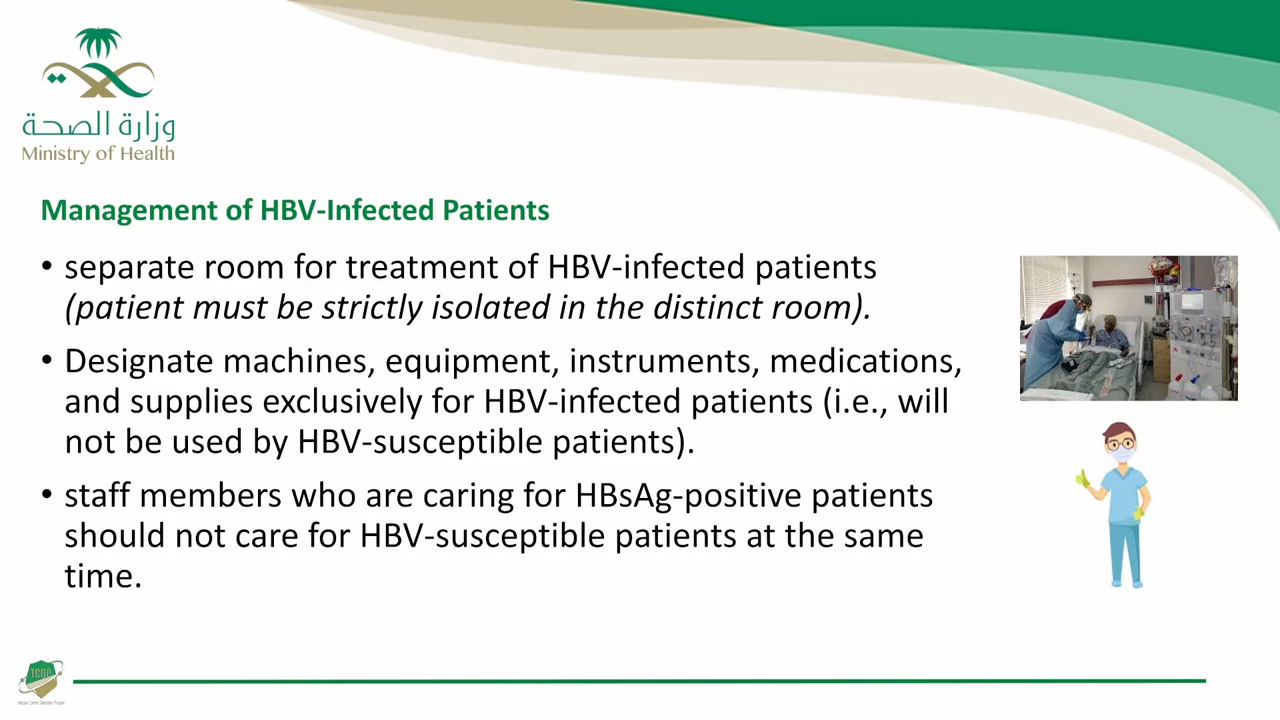 وزارة الصحة
Ministry of Health
Management of HBV-Infected Patients
• separate room for treatment of HBV-infected patients
(patient must be strictly isolated in the distinct room).
• Designate machines, equipment, instruments, medications,
and supplies exclusively for HBV-infected patients (i.e., will
not be used by HBV-susceptible patients).
• staff members who are caring for HBsAg-positive patients
should not care for HBV-susceptible patients at the same
time.